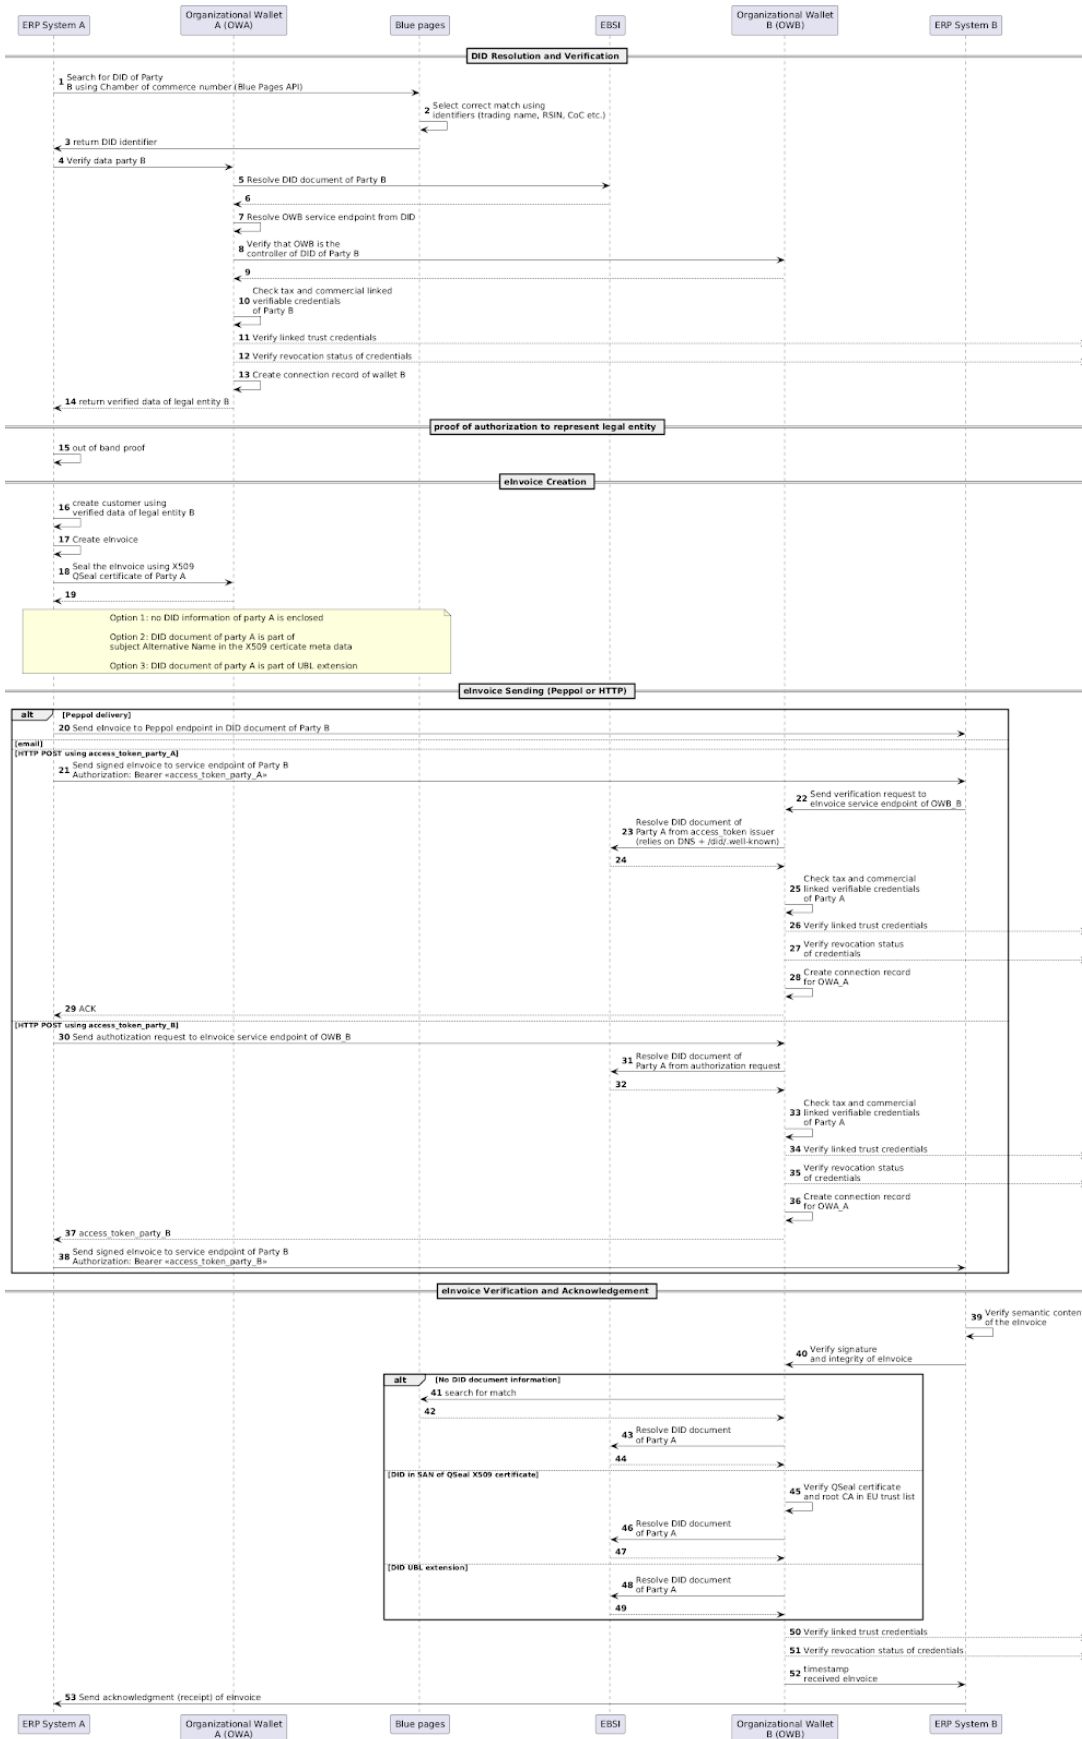 ERP System A
Organizational Wallet
A (OWA)
Blue pages
EBSI
Organizational Wallet
B (OWB)
ERP System B
DID Resolution and Verification
1 Search for DID of Party
B using Chamber of commerce number (Blue Pages API)
2 Select correct match using
identifiers (trading name, RSIN, CoC etc.)
3 return DID identifier
4 Verify data party B
5 Resolve DID document of Party B
6
7 Resolve OWB service endpoint from DID
8 Verify that OWB is the
controller of DID of Party B
9
Check tax and commercial linked
10 verifiable credentials
of Party B
11 Verify linked trust credentials
12 Verify revocation status of credentials
13 Create connection record of wallet B
14 return verified data of legal entity B
proof of authorization to represent legal entity
15 out of band proof
eInvoice Creation
16 create customer using
verified data of legal entity B
17 Create eInvoice
18 Seal the eInvoice using X509
QSeal certificate of Party A
19
Option 1: no DID information of party A is enclosed
Option 2: DID document of party A is part of
subject Alternative Name in the X509 certicate meta data
Option 3: DID document of party A is part of UBL extension
eInvoice Sending (Peppol or HTTP)
alt [Peppol delivery]
20 Send eInvoice to Peppol endpoint in DID document of Party B
[email]
[HTTP POST using access_token_party_A]
21 Send signed eInvoice to service endpoint of Party B
Authorization: Bearer «access_token_party_A»
22 Send verification request to
eInvoice service endpoint of OWB_B
Resolve DID document of
23 Party A from access_token issuer
(relies on DNS + /did/.well-known)
24
Check tax and commercial
25 linked verifiable credentials
of Party A
26 Verify linked trust credentials
27 Verify revocation status
of credentials
28 Create connection record
for OWA_A
29 ACK
[HTTP POST using access_token_party_B]
30 Send authotization request to eInvoice service endpoint of OWB_B
31 Resolve DID document of
Party A from authorization request
32
Check tax and commercial
33 linked verifiable credentials
of Party A
34 Verify linked trust credentials
35 Verify revocation status
of credentials
36 Create connection record
for OWA_A
37 access_token_party_B
38 Send signed eInvoice to service endpoint of Party B
Authorization: Bearer «access_token_party_B»
eInvoice Verification and Acknowledgement
39 Verify semantic conten
of the eInvoice
40 Verify signature
and integrity of eInvoice
alt [No DID document information]
41 search for match
42
43 Resolve DID document
of Party A
44
[DID in SAN of QSeal X509 certificate]
45 Verify QSeal certificate
and root CA in EU trust list
46 Resolve DID document
of Party A
47
[DID UBL extension]
48 Resolve DID document
of Party A
49
50 Verify linked trust credentials
51 Verify revocation status of credentials
52 timestamp
received eInvoice
53 Send acknowledgment (receipt) of eInvoice
ERP System A
Organizational Wallet
A (OWA)
Blue pages
EBSI
Organizational Wallet
B (OWB)
ERP System B